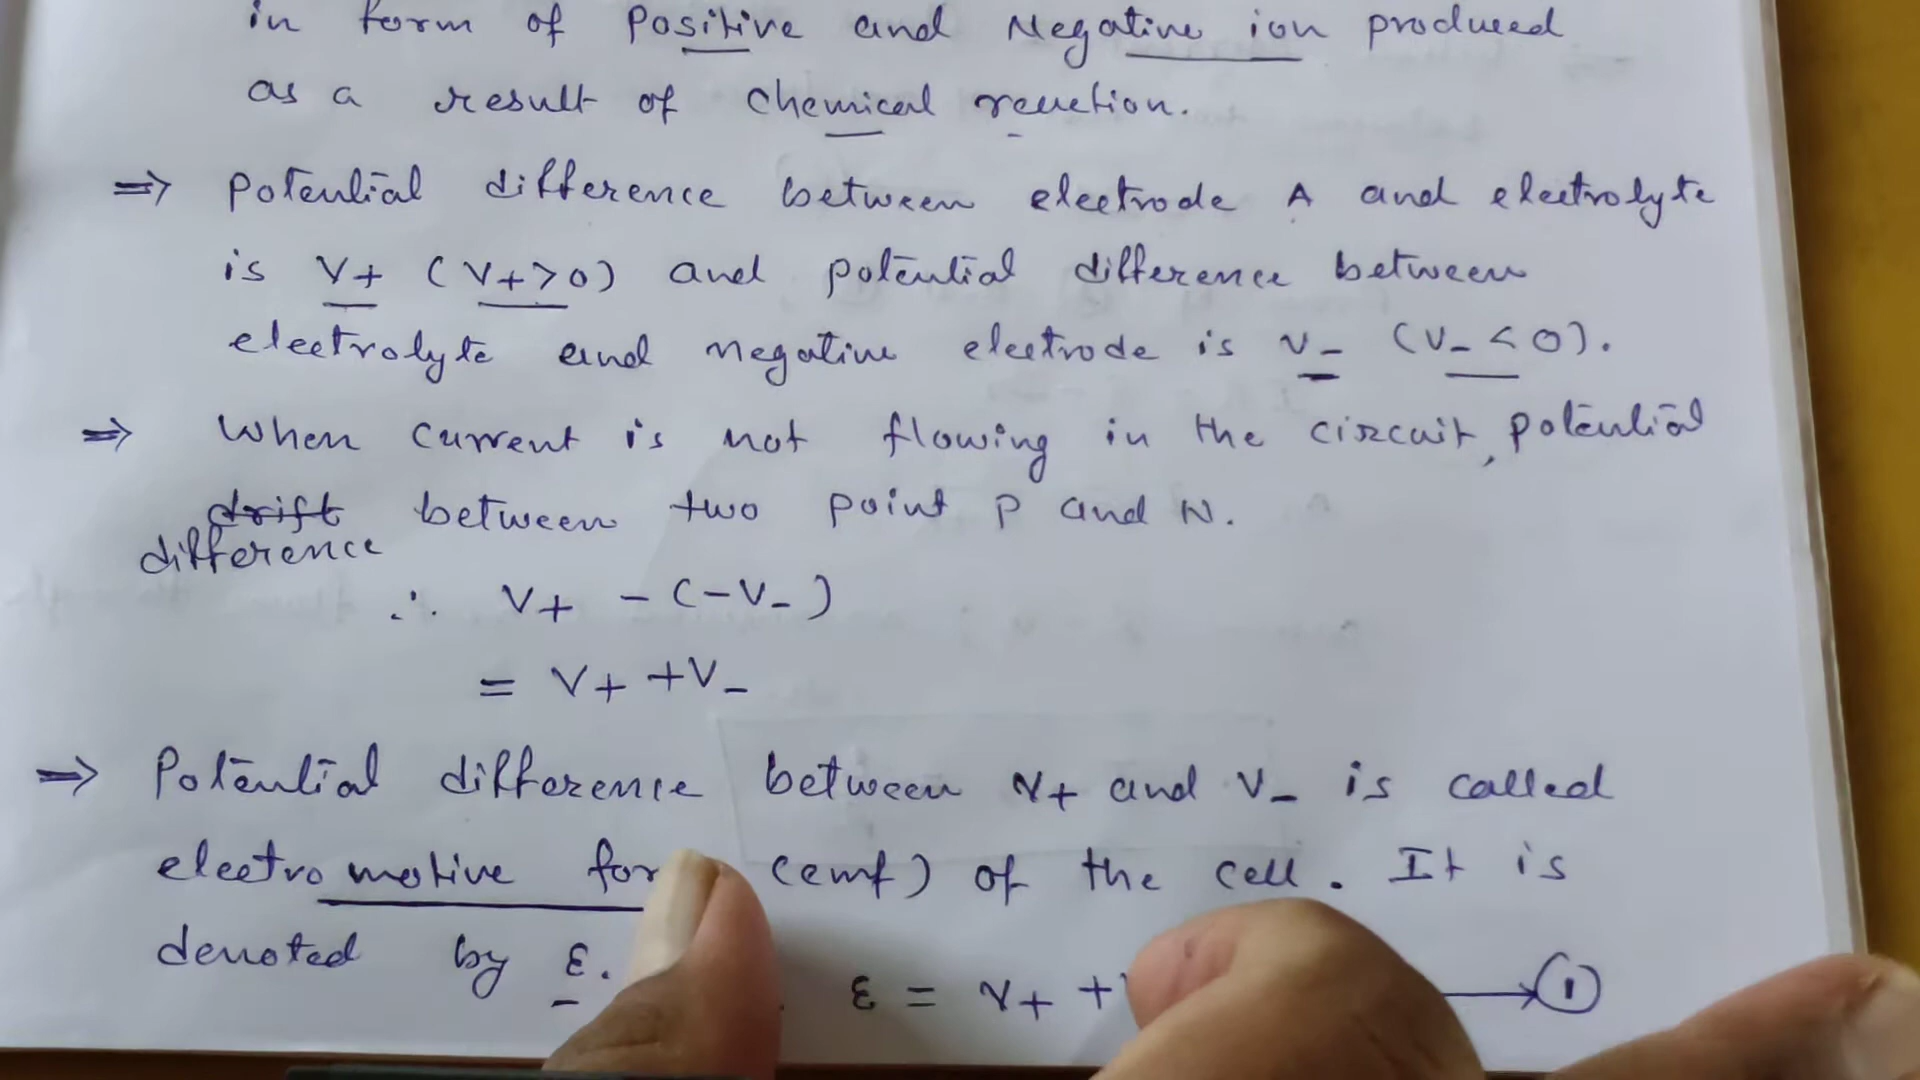 in form of positive and Negative ion produced
as a result of chemical reaction.
⇒ Potential difference between electrode A and electrolyte
is V+ (V+>0) and potential difference between
electrolyte and negative electrode is V- (V- < 0).
⇒ When current is not flowing in the circuit, potential
drift between two point P and N.
difference
∴ V+ -(-V-)
= V+ +V-
⇒ Potential difference between V+ and V- is called
electro motive (emf) of the cell. It is
denoted by ε.
ε = V+ + → ①